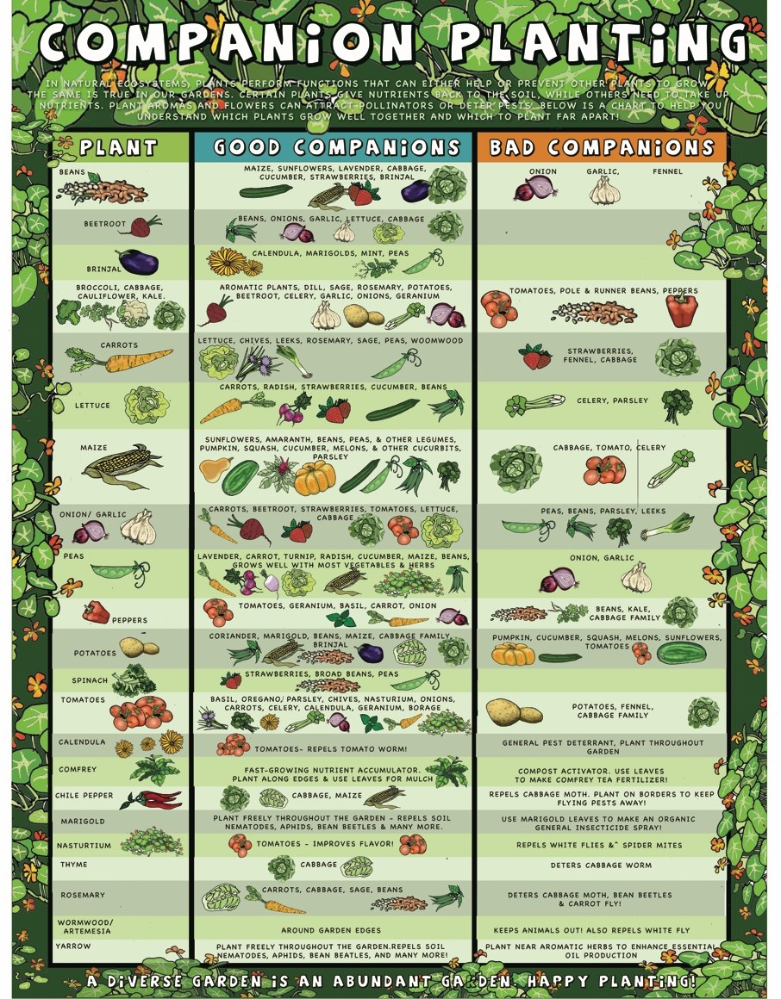 COMPANION PLANTING
IN NATURAL ECOSYSTEMS, PLANTS PERFORM FUNCTIONS THAT CAN EITHER HELP OR PREVENT OTHER PLANTS TO GROW.
THE SAME IS TRUE IN OUR GARDENS. CERTAIN PLANTS GIVE NUTRIENTS BACK TO THE SOIL WHILE OTHERS NEED TO TAKE UP
NUTRIENTS. PLANT AROMAS AND FLOWERS CAN ATTRACT POLLINATORS OR DETER PESTS. BELOW IS A CHART TO HELP YOU
UNDERSTAND WHICH PLANTS GROW WELL TOGETHER AND WHICH TO PLANT FAR APART!
PLANT
GOOD COMPANIONS
BAD COMPANIONS
BEANS
MAIZE, SUNFLOWERS, LAVENDER, CABBAGE,
CUCUMBER, STRAWBERRIES, BRINJAL
ONION GARLIC, FENNEL
BEETROOT
BEANS, ONIONS, GARLIC, LETTUCE, CABBAGE
BRINJAL
CALENDULA, MARIGOLDS, MINT, PEAS
BROCCOLI, CABBAGE,
CAULIFLOWER, KALE.
AROMATIC PLANTS, DILL, SAGE, ROSEMARY, POTATOES,
BEETROOT, CELERY, GARLIC, ONIONS, GERANIUM
TOMATOES, POLE & RUNNER BEANS, PEPPERS
CARROTS
LETTUCE, CHIVES, LEEKS, ROSEMARY, SAGE, PEAS, WOOMWOOD
STRAWBERRIES,
FENNEL, CABBAGE
LETTUCE
CARROTS, RADISH, STRAWBERRIES, CUCUMBER, BEANS
CELERY, PARSLEY
MAIZE
SUNFLOWERS, AMARANTH, BEANS, PEAS, & OTHER LEGUMES,
PUMPKIN, SQUASH, CUCUMBER, MELONS, & OTHER CUCURBITS,
PARSLEY
CABBAGE, TOMATO, CELERY
ONION/ GARLIC
CARROTS, BEETROOT, STRAWBERRIES, TOMATOES, LETTUCE,
CABBAGE
PEAS, BEANS, PARSLEY, LEEKS
PEAS
LAVENDER, CARROT, TURNIP, RADISH, CUCUMBER, MAIZE, BEANS,
GROWS WELL WITH MOST VEGETABLES & HERBS
ONION, GARLIC
PEPPERS
TOMATOES, GERANIUM, BASIL, CARROT, ONION
BEANS, KALE,
CABBAGE FAMILY
POTATOES
CORIANDER, MARIGOLD, BEANS, MAIZE, CABBAGE FAMILY,
BRINJAL
PUMPKIN, CUCUMBER, SQUASH, MELONS, SUNFLOWERS,
TOMATOES
SPINACH
STRAWBERRIES, BROAD BEANS, PEAS
TOMATOES
BASIL, OREGANO/ PARSLEY, CHIVES, NASTURTIUM, ONIONS,
CARROTS, CELERY, CALENDULA, GERANIUM, BORAGE
POTATOES, FENNEL,
CABBAGE FAMILY
CALENDULA
TOMATOES- REPELS TOMATO WORM!
GENERAL PEST DETERRANT, PLANT THROUGHOUT
GARDEN
COMFREY
FAST-GROWING NUTRIENT ACCUMULATOR.
PLANT ALONG EDGES & USE LEAVES FOR MULCH
COMPOST ACTIVATOR. USE LEAVES
TO MAKE COMFREY TEA FERTILIZER!
CHILE PEPPER
CABBAGE, MAIZE
REPELS CABBAGE MOTH. PLANT ON BORDERS TO KEEP
FLYING PESTS AWAY!
MARIGOLD
PLANT FREELY THROUGHOUT THE GARDEN - REPELS SOIL
NEMATODES, APHIDS, BEAN BEETLES & MANY MORE.
USE MARIGOLD LEAVES TO MAKE AN ORGANIC
GENERAL INSECTICIDE SPRAY!
NASTURTIUM
TOMATOES - IMPROVES FLAVOR!
REPELS WHITE FLIES &^ SPIDER MITES
THYME
CABBAGE
DETERS CABBAGE WORM
ROSEMARY
CARROTS, CABBAGE, SAGE, BEANS
DETERS CABBAGE MOTH, BEAN BEETLES
& CARROT FLY!
WORMWOOD/
ARTEMESIA
AROUND GARDEN EDGES
KEEPS ANIMALS OUT! ALSO REPELS WHITE FLY
YARROW
PLANT FREELY THROUGHOUT THE GARDEN.REPELS SOIL
NEMATODES, APHIDS, BEAN BEATLES, AND MANY MORE!
PLANT NEAR AROMATIC HERBS TO ENHANCE ESSENTIAL
OIL PRODUCTION
A DIVERSE GARDEN IS AN ABUNDANT GARDEN. HAPPY PLANTING!